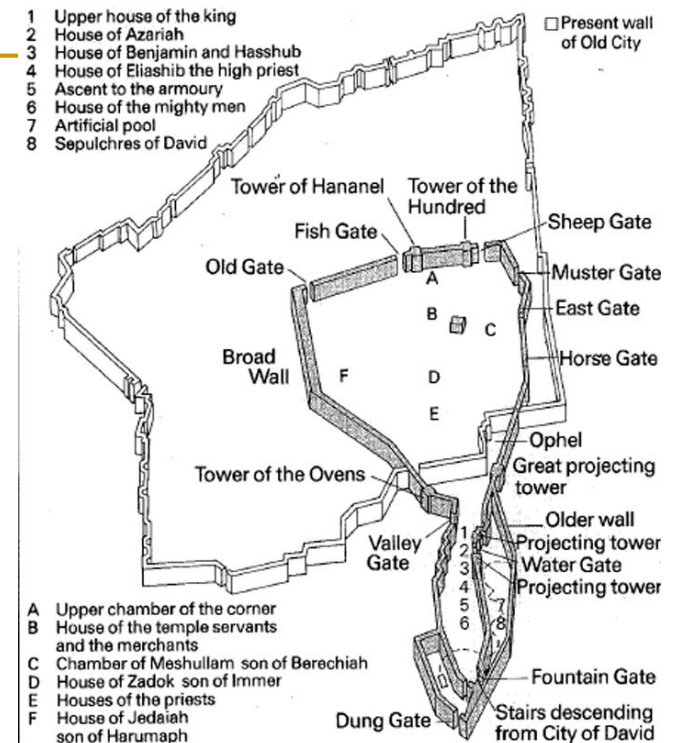 1 Upper house of the king
2 House of Azariah
3 House of Benjamin and Hasshub
4 House of Eliashib the high priest
5 Ascent to the armoury
6 House of the mighty men
7 Artificial pool
8 Sepulchres of David
Present wall
of Old City
Tower of Hananel
Tower of the
Hundred
Sheep Gate
Fish Gate
Old Gate
Muster Gate
A
East Gate
B
C
Horse Gate
Broad
Wall
F
D
E
Ophel
Great projecting
tower
Tower of the Ovens
Older wall
1
Projecting tower
Valley
Gate
2
Water Gate
3
Projecting tower
4
5
7
6
8
A Upper chamber of the corner
B House of the temple servants
and the merchants
C Chamber of Meshullam son of Berechiah
D House of Zadok son of Immer
E Houses of the priests
F House of Jedaiah
son of Harumaph
Fountain Gate
Dung Gate
Stairs descending
from City of David